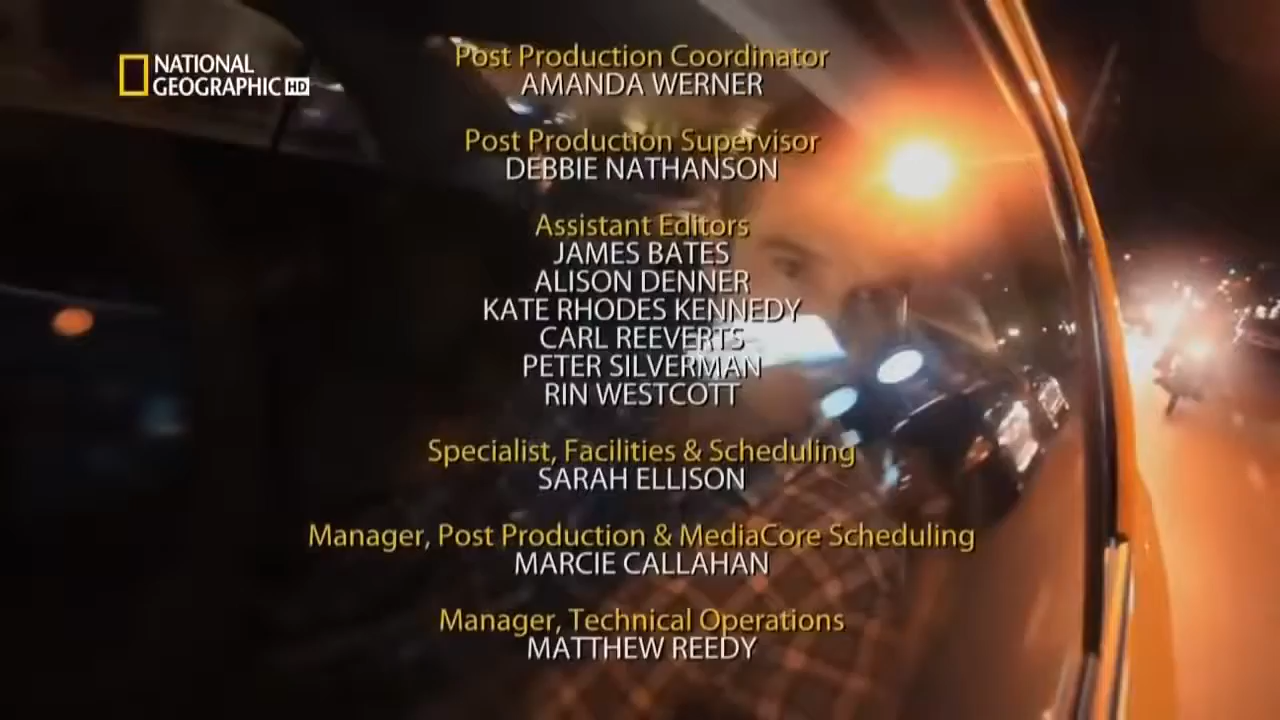 NATIONAL
GEOGRAPHIC HD
Post Production Coordinator
AMANDA WERNER
Post Production Supervisor
DEBBIE NATHANSON
Assistant Editors
JAMES BATES
ALISON DENNER
KATE RHODES KENNEDY
CARL REEVERTS
PETER SILVERMAN
RIN WESTCOTT
Specialist, Facilities & Scheduling
SARAH ELLISON
Manager, Post Production & MediaCore Scheduling
MARCIE CALLAHAN
Manager, Technical Operations
MATTHEW REEDY